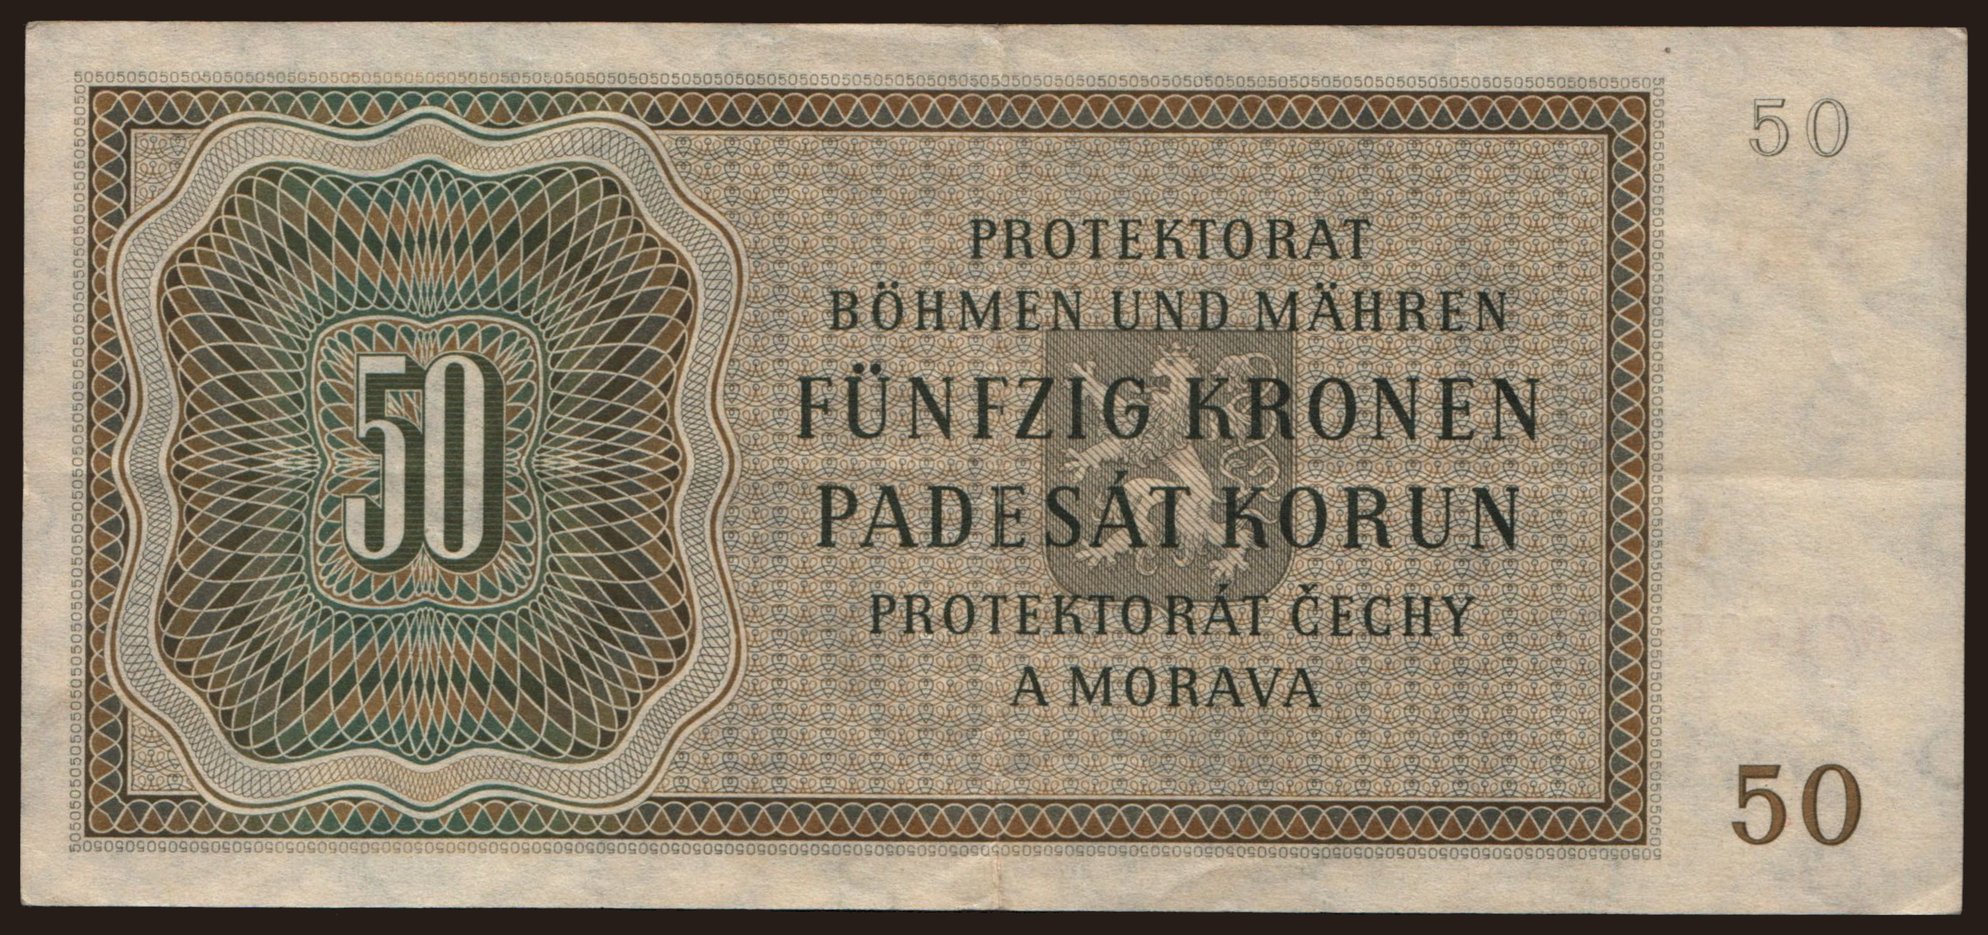 50
PROTEKTORAT
BÖHMEN UND MÄHREN
FÜNFZIG KRONEN
PADESÁT KORUN
PROTEKTORÁT ČECHY
A MORAVA
50
50